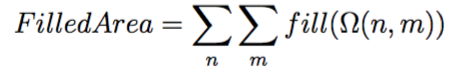 FilledArea = ∑_n ∑_m fill(Ω(n, m))